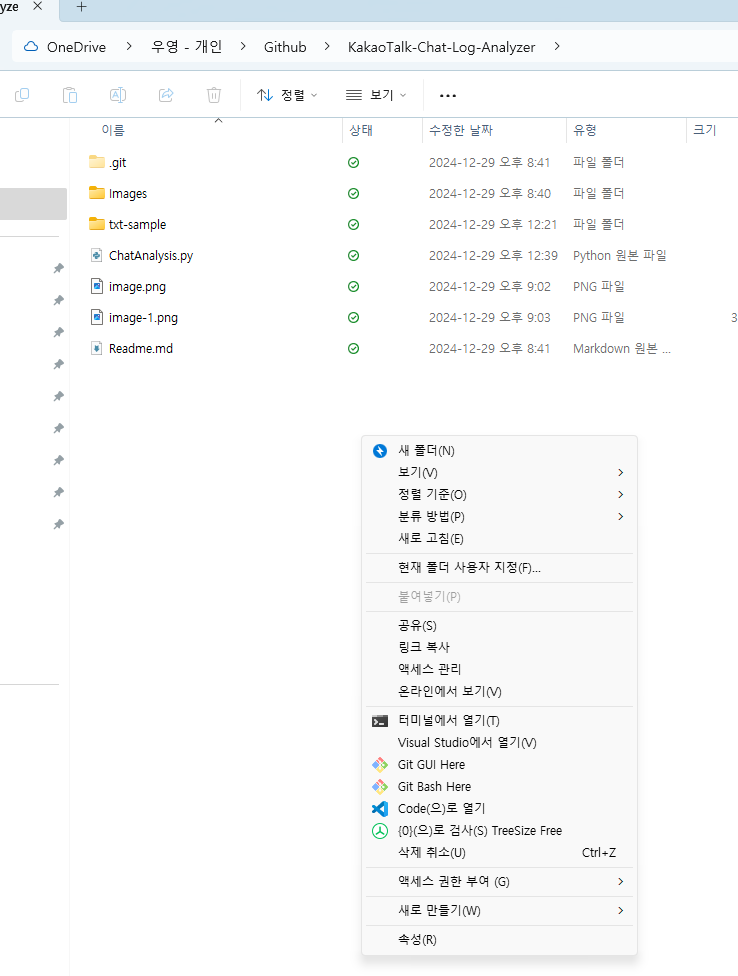 yze
OneDrive 우영 - 개인 Github KakaoTalk-Chat-Log-Analyzer
정렬 보기
이름 상태 수정한 날짜 유형 크기
.git 2024-12-29 오후 8:41 파일 폴더
Images 2024-12-29 오후 8:40 파일 폴더
txt-sample 2024-12-29 오후 12:21 파일 폴더
ChatAnalysis.py 2024-12-29 오후 12:39 Python 원본 파일
image.png 2024-12-29 오후 9:02 PNG 파일
image-1.png 2024-12-29 오후 9:03 PNG 파일 3
Readme.md 2024-12-29 오후 8:41 Markdown 원본 ...
새 폴더(N)
보기(V)
정렬 기준(O)
분류 방법(P)
새로 고침(E)
현재 폴더 사용자 지정(F)...
붙여넣기(P)
공유(S)
링크 복사
액세스 관리
온라인에서 보기(V)
터미널에서 열기(T)
Visual Studio에서 열기(V)
Git GUI Here
Git Bash Here
Code(으)로 열기
{0}(으)로 검사(S) TreeSize Free
삭제 취소(U) Ctrl+Z
액세스 권한 부여 (G)
새로 만들기(W)
속성(R)